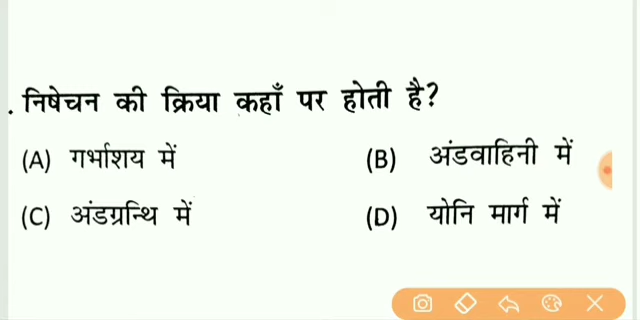 . निषेचन की क्रिया कहाँ पर होती है?
(A) गर्भाशय में (B) अंडवाहिनी में
(C) अंडग्रन्थि में (D) योनि मार्ग में